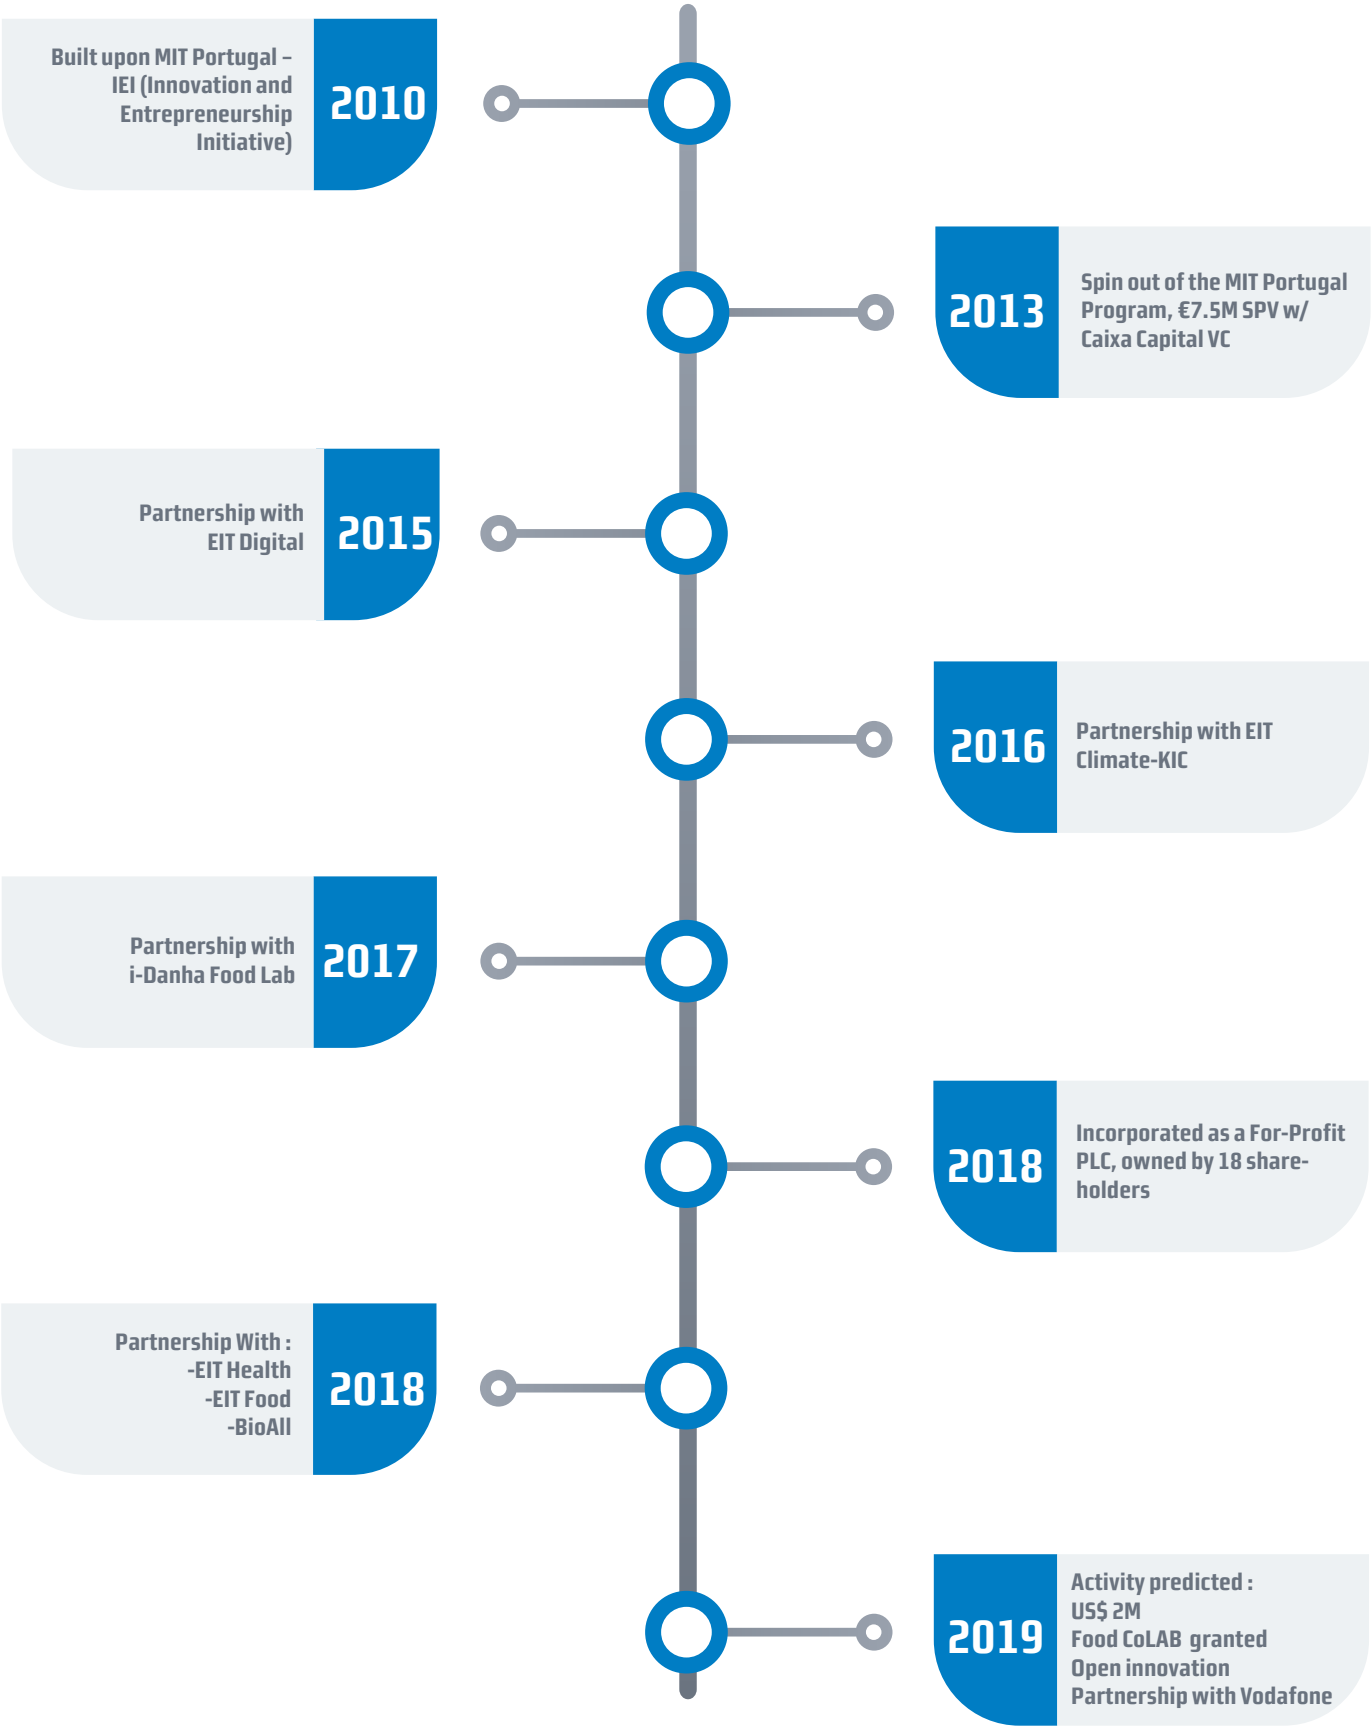 Built upon MIT Portugal –
IEI (Innovation and
Entrepreneurship
Initiative)
2010
2013
Spin out of the MIT Portugal
Program, €7.5M SPV w/
Caixa Capital VC
Partnership with
EIT Digital
2015
2016
Partnership with EIT
Climate-KIC
Partnership with
i-Danha Food Lab
2017
2018
Incorporated as a For-Profit
PLC, owned by 18 share-
holders
Partnership With :
-EIT Health
-EIT Food
-BioAll
2018
2019
Activity predicted :
US$ 2M
Food CoLAB granted
Open innovation
Partnership with Vodafone